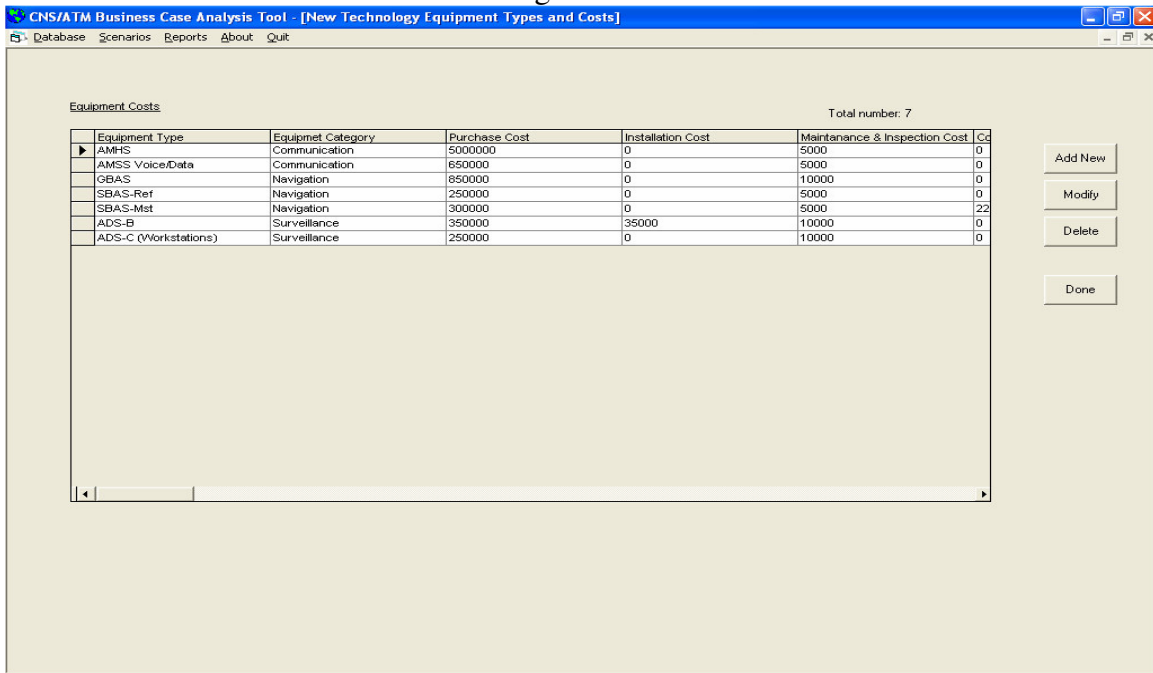 CNS/ATM Business Case Analysis Tool - [New Technology Equipment Types and Costs]
Database Scenarios Reports About Quit
Equipment Costs
Total number: 7
Equipment Type Equipmet Category Purchase Cost Installation Cost Maintanance & Inspection Cost Co
AMHS Communication 5000000 0 5000 0
AMSS Voice/Data Communication 650000 0 5000 0
GBAS Navigation 850000 0 10000 0
SBAS-Ref Navigation 250000 0 5000 0
SBAS-Mst Navigation 300000 0 5000 22
ADS-B Surveillance 350000 35000 10000 0
ADS-C (Workstations) Surveillance 250000 0 10000 0
Add New
Modify
Delete
Done